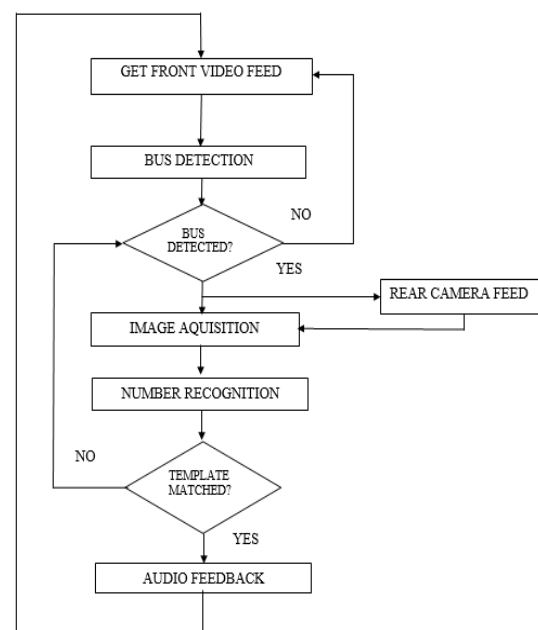 GET FRONT VIDEO FEED
BUS DETECTION
NO
BUS
DETECTED?
YES
REAR CAMERA FEED
IMAGE AQUISITION
NUMBER RECOGNITION
NO
TEMPLATE
MATCHED?
YES
AUDIO FEEDBACK